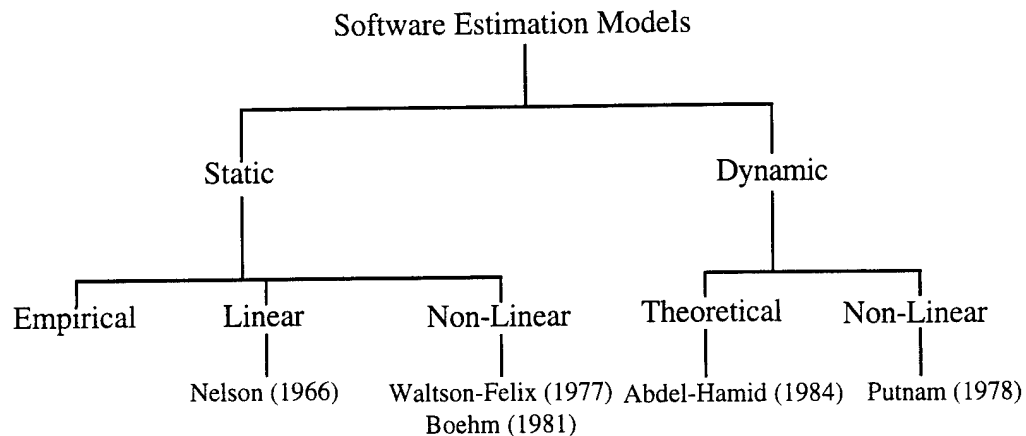 Software Estimation Models
Static
Dynamic
Empirical
Linear
Non-Linear
Theoretical
Non-Linear
Nelson (1966)
Waltson-Felix (1977)
Boehm (1981)
Abdel-Hamid (1984)
Putnam (1978)